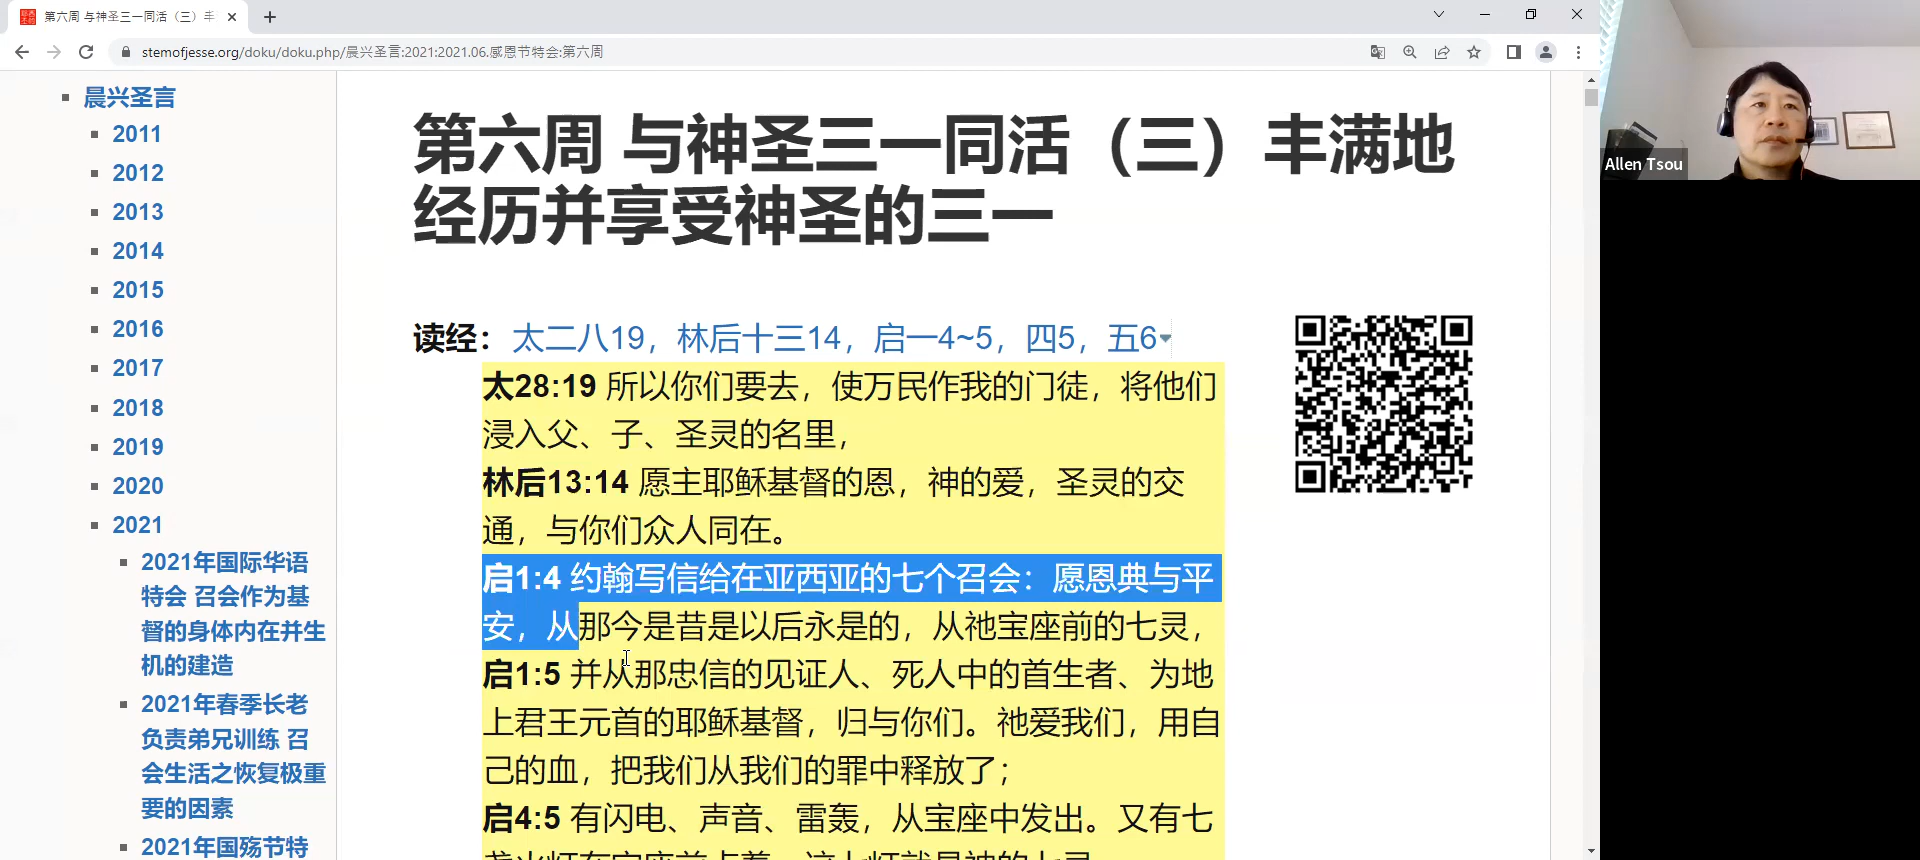 第六周 与神圣三一同活（三）丰
stemofjesse.org/doku/doku.php/晨兴圣言:2021:2021.06.感恩节特会:第六周
晨兴圣言
2011
2012
2013
2014
2015
2016
2017
2018
2019
2020
2021
2021年国际华语
特会 召会作为基
督的身体内在并生
机的建造
2021年春季长老
负责弟兄训练 召
会生活之恢复极重
要的因素
2021年国殇节特
第六周 与神圣三一同活（三）丰满地
经历并享受神圣的三一
读经：太二八19，林后十三14，启一4~5，四5，五6
太28:19 所以你们要去，使万民作我的门徒，将他们
浸入父、子、圣灵的名里，
林后13:14 愿主耶稣基督的恩，神的爱，圣灵的交
通，与你们众人同在。
启1:4 约翰写信给在亚西亚的七个召会：愿恩典与平
安，从那今是昔是以后永是的，从祂宝座前的七灵，
启1:5 并从那忠信的见证人、死人中的首生者、为地
上君王元首的耶稣基督，归与你们。祂爱我们，用自
己的血，把我们从我们的罪中释放了；
启4:5 有闪电、声音、雷轰，从宝座中发出。又有七
Allen Tsou